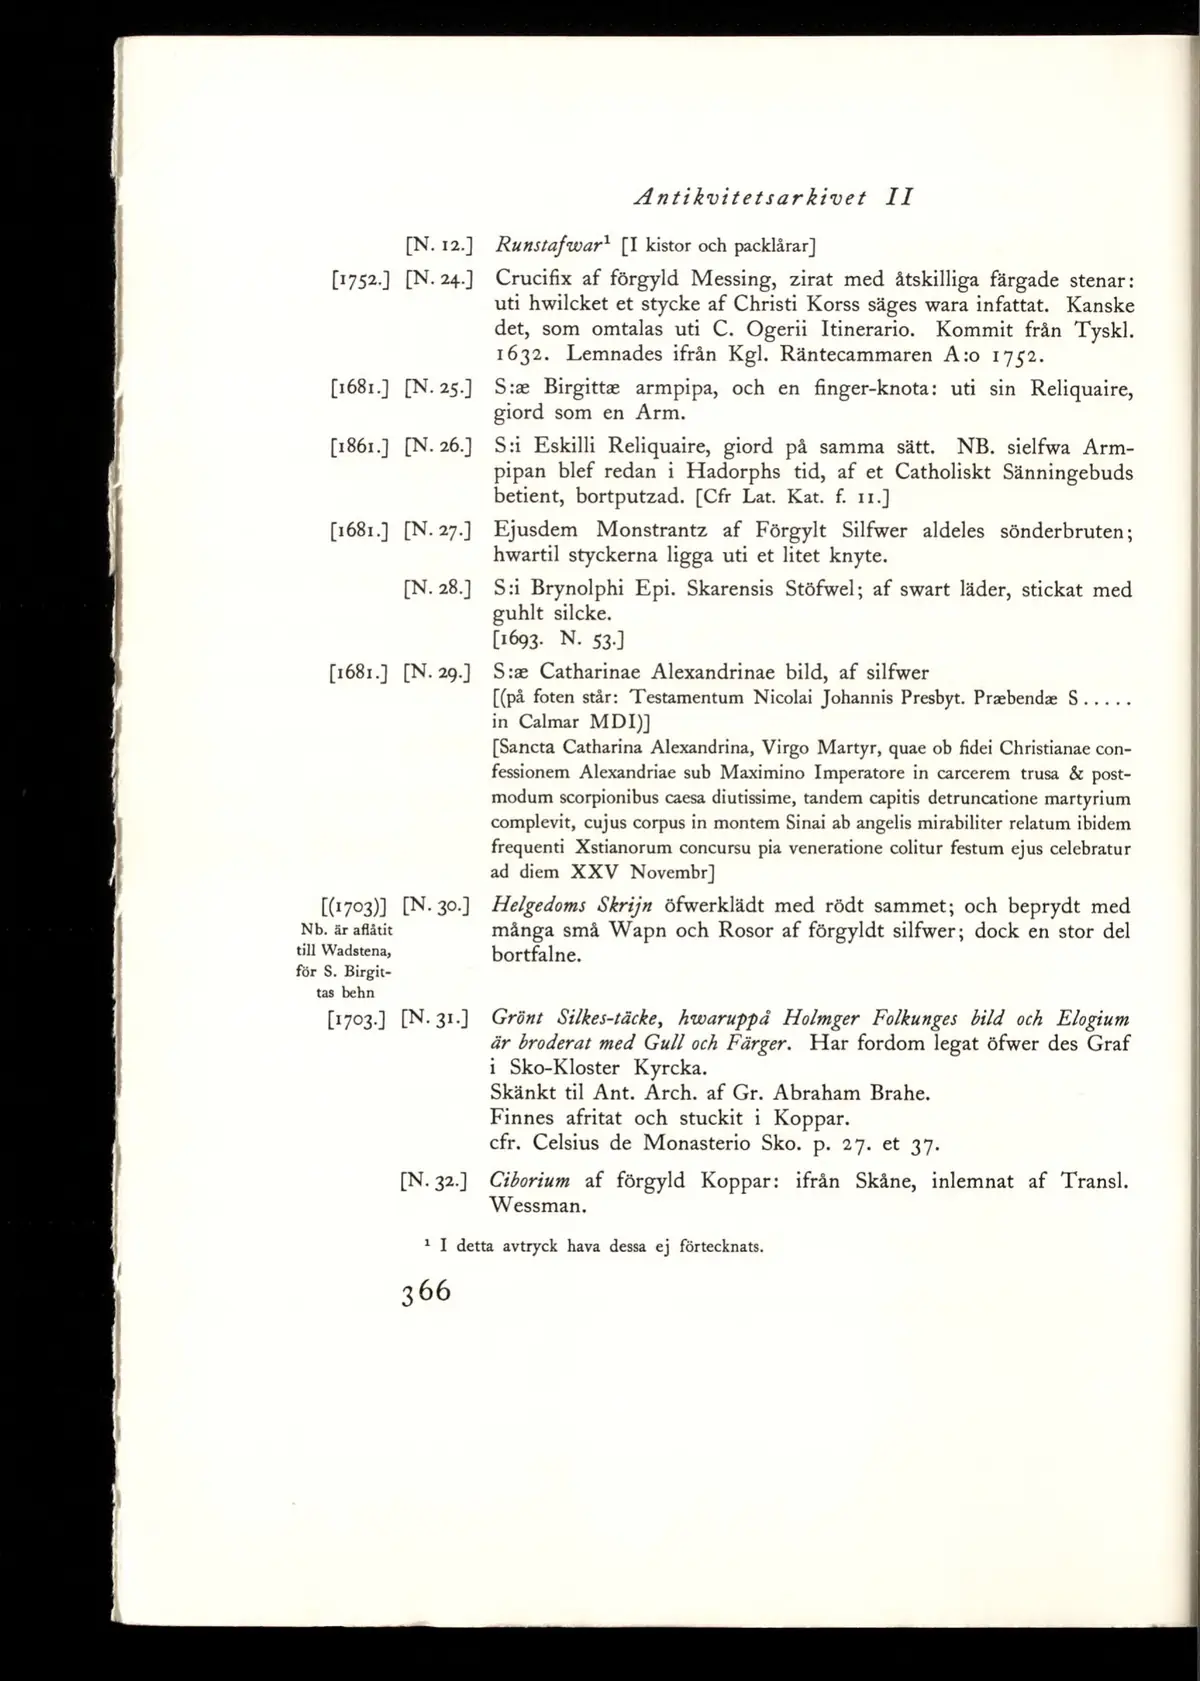 Antikvitetsarkivet II
[N. 12.] Runstafwar¹ [I kistor och packlårar]
[1752.] [N. 24.] Crucifix af förgyld Messing, zirat med åtskilliga färgade stenar:
uti hwilcket et stycke af Christi Korss säges wara infattat. Kanske
det, som omtalas uti C. Ogerii Itinerario. Kommit från Tyskl.
1632. Lemnades ifrån Kgl. Räntecammaren A:o 1752.
[1681.] [N. 25.] S:æ Birgittæ armpipa, och en finger-knota: uti sin Reliquaire,
giord som en Arm.
[1861.] [N. 26.] S:i Eskilli Reliquaire, giord på samma sätt. NB. sielfwa Arm-
pipan blef redan i Hadorphs tid, af et Catholiskt Sänningebuds
betient, bortputzad. [Cfr Lat. Kat. f. 11.]
[1681.] [N. 27.] Ejusdem Monstrantz af Förgylt Silfwer aldeles sönderbruten;
hwartil styckerna ligga uti et litet knyte.
[N. 28.] S:i Brynolphi Epi. Skarensis Stöfwel; af swart läder, stickat med
guhlt silcke.
[1693. N. 53.]
[1681.] [N. 29.] S:æ Catharinae Alexandrinae bild, af silfwer
[(på foten står: Testamentum Nicolai Johannis Presbyt. Præbendæ S.....
in Calmar MDI)]
[Sancta Catharina Alexandrina, Virgo Martyr, quae ob fidei Christianae con-
fessionem Alexandriae sub Maximino Imperatore in carcerem trusa & post-
modum scorpionibus caesa diutissime, tandem capitis detruncatione martyrium
complevit, cujus corpus in montem Sinai ab angelis mirabiliter relatum ibidem
frequenti Xstianorum concursu pia veneratione colitur festum ejus celebratur
ad diem XXV Novembr]
[(1703)] [N. 30.] Helgedoms Skrijn öfwerklädt med rödt sammet; och beprydt med
många små Wapn och Rosor af förgyldt silfwer; dock en stor del
bortfalne.
Nb. är aflåtit
till Wadstena,
för S. Birgit-
tas behn
[1703.] [N. 31.] Grönt Silkes-täcke, hwaruppå Holmger Folkunges bild och Elogium
är broderat med Gull och Färger. Har fordom legat öfwer des Graf
i Sko-Kloster Kyrcka.
Skänkt til Ant. Arch. af Gr. Abraham Brahe.
Finnes afritat och stuckit i Koppar.
cfr. Celsius de Monasterio Sko. p. 27. et 37.
[N. 32.] Ciborium af förgyld Koppar: ifrån Skåne, inlemnat af Transl.
Wessman.
¹ I detta avtryck hava dessa ej förtecknats.
366